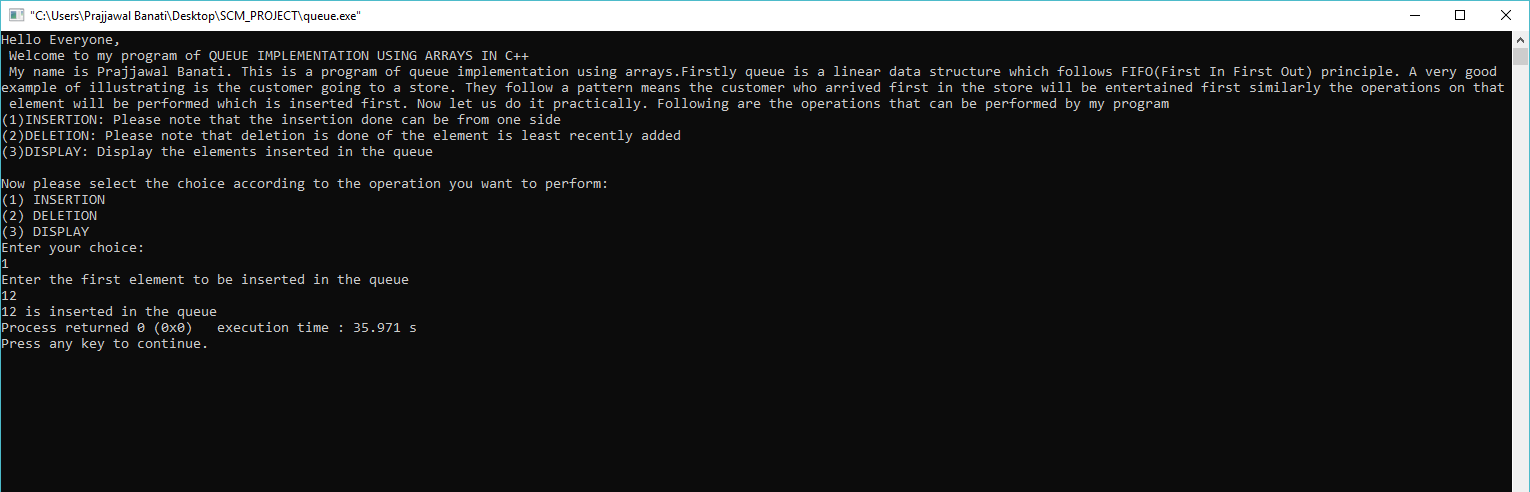 "C:\Users\Prajjawal Banati\Desktop\SCM_PROJECT\queue.exe"
Hello Everyone,
Welcome to my program of QUEUE IMPLEMENTATION USING ARRAYS IN C++
My name is Prajjawal Banati. This is a program of queue implementation using arrays.Firstly queue is a linear data structure which follows FIFO(First In First Out) principle. A very good
example of illustrating is the customer going to a store. They follow a pattern means the customer who arrived first in the store will be entertained first similarly the operations on that
element will be performed which is inserted first. Now let us do it practically. Following are the operations that can be performed by my program
(1)INSERTION: Please note that the insertion done can be from one side
(2)DELETION: Please note that deletion is done of the element is least recently added
(3)DISPLAY: Display the elements inserted in the queue
Now please select the choice according to the operation you want to perform:
(1) INSERTION
(2) DELETION
(3) DISPLAY
Enter your choice:
1
Enter the first element to be inserted in the queue
12
12 is inserted in the queue
Process returned 0 (0x0)   execution time : 35.971 s
Press any key to continue.